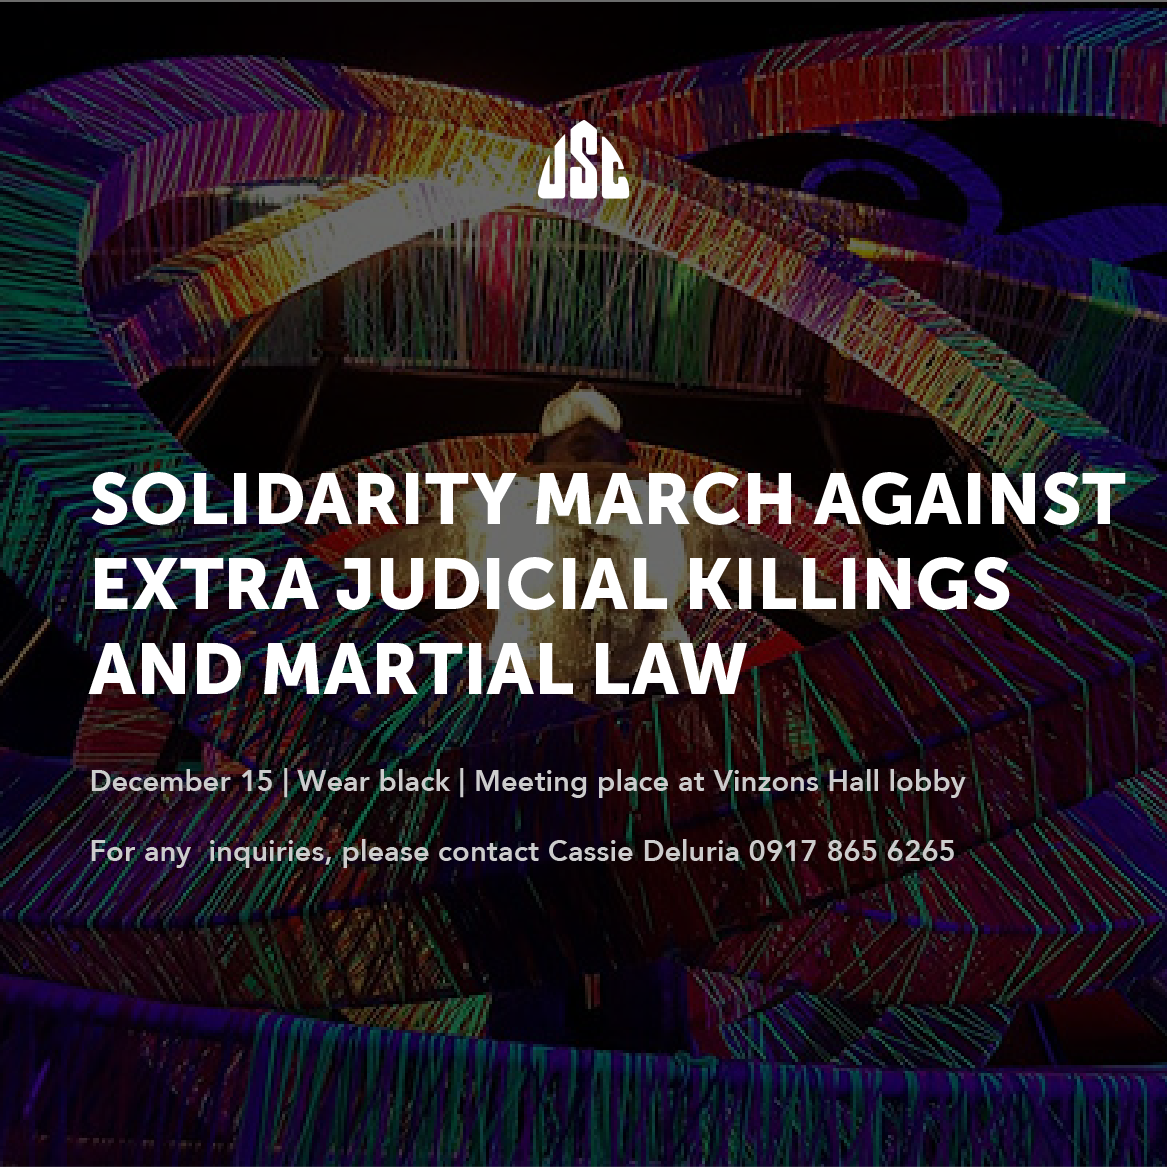 USC
SOLIDARITY MARCH AGAINST
EXTRA JUDICIAL KILLINGS
AND MARTIAL LAW
December 15 | Wear black | Meeting place at Vinzons Hall lobby
For any  inquiries, please contact Cassie Deluria 0917 865 6265